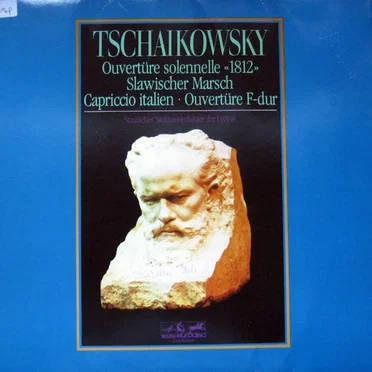 TSCHAIKOWSKY
Ouvertüre solennelle «1812»
Slawischer Marsch
Capriccio italien · Ouvertüre F-dur